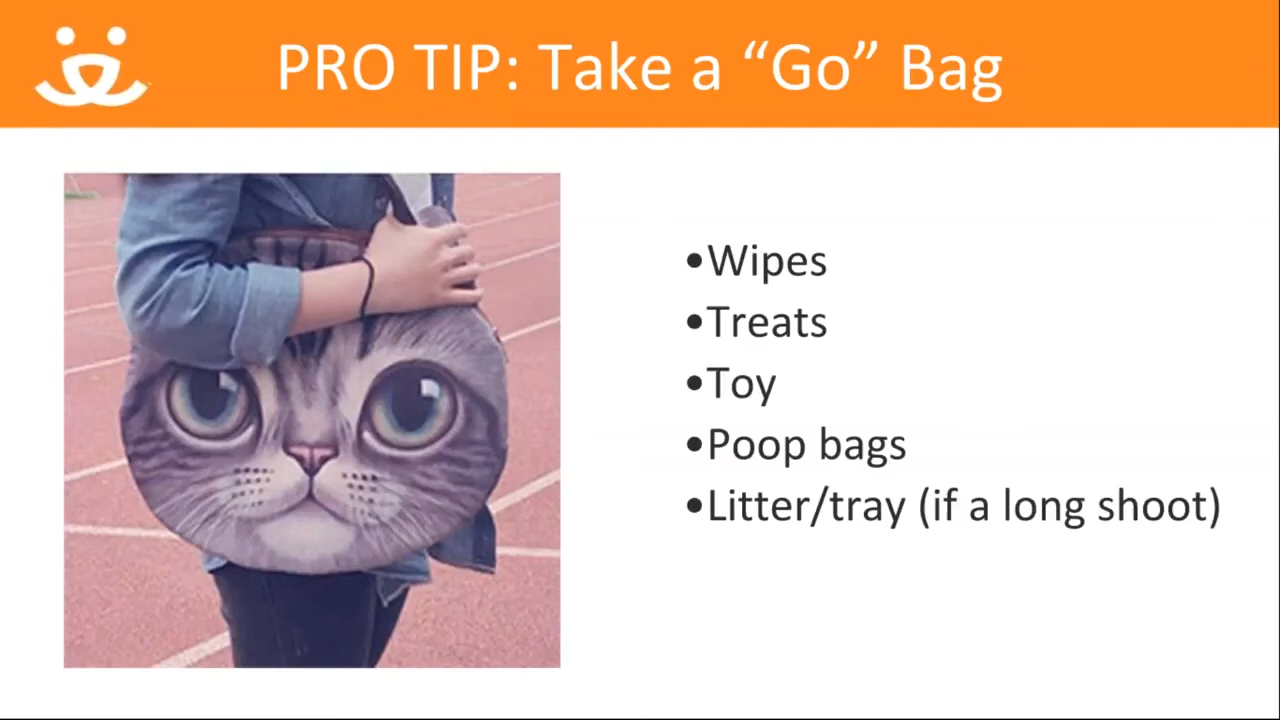 PRO TIP: Take a “Go” Bag
•Wipes
•Treats
•Toy
•Poop bags
•Litter/tray (if a long shoot)